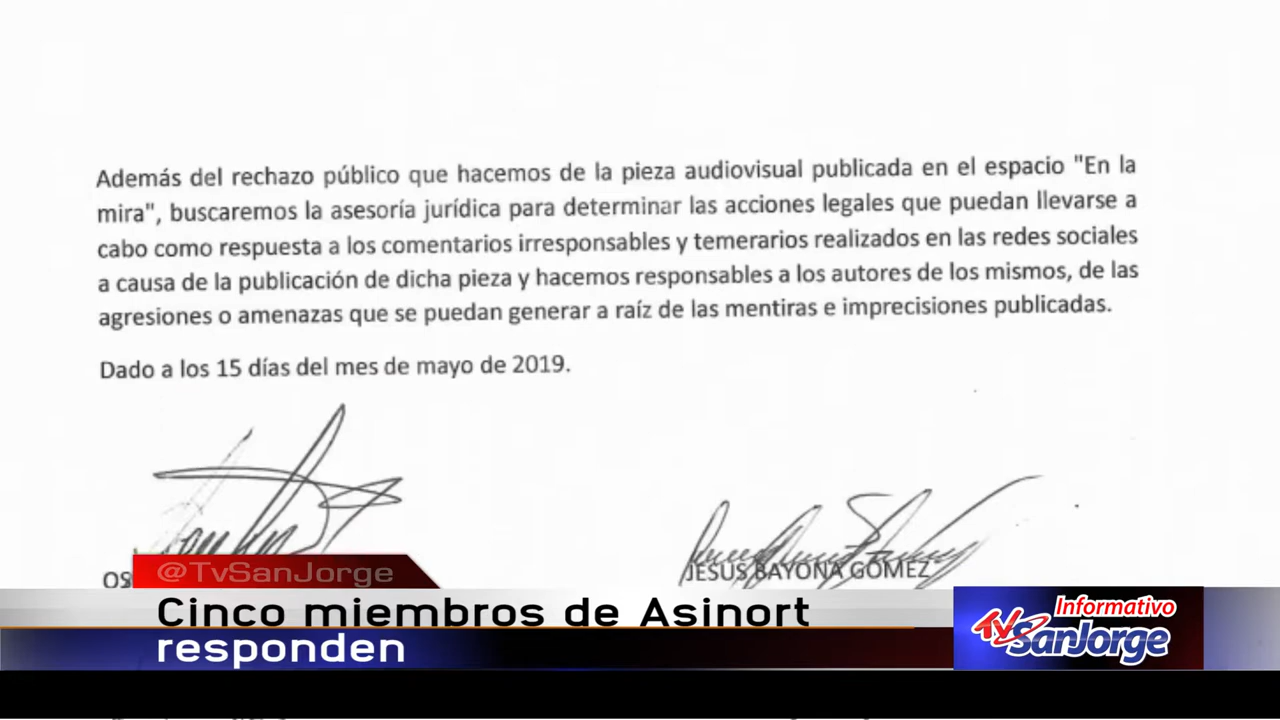 Además del rechazo público que hacemos de la pieza audiovisual publicada en el espacio "En la
mira", buscaremos la asesoría jurídica para determinar las acciones legales que puedan llevarse a
cabo como respuesta a los comentarios irresponsables y temerarios realizados en las redes sociales
a causa de la publicación de dicha pieza y hacemos responsables a los autores de los mismos, de las
agresiones o amenazas que se puedan generar a raíz de las mentiras e imprecisiones publicadas.
Dado a los 15 días del mes de mayo de 2019.
JESUS BAYONA GOMEZ
@TvSanJorge
Cinco miembros de Asinort
responden
Informativo
Tv SanJorge